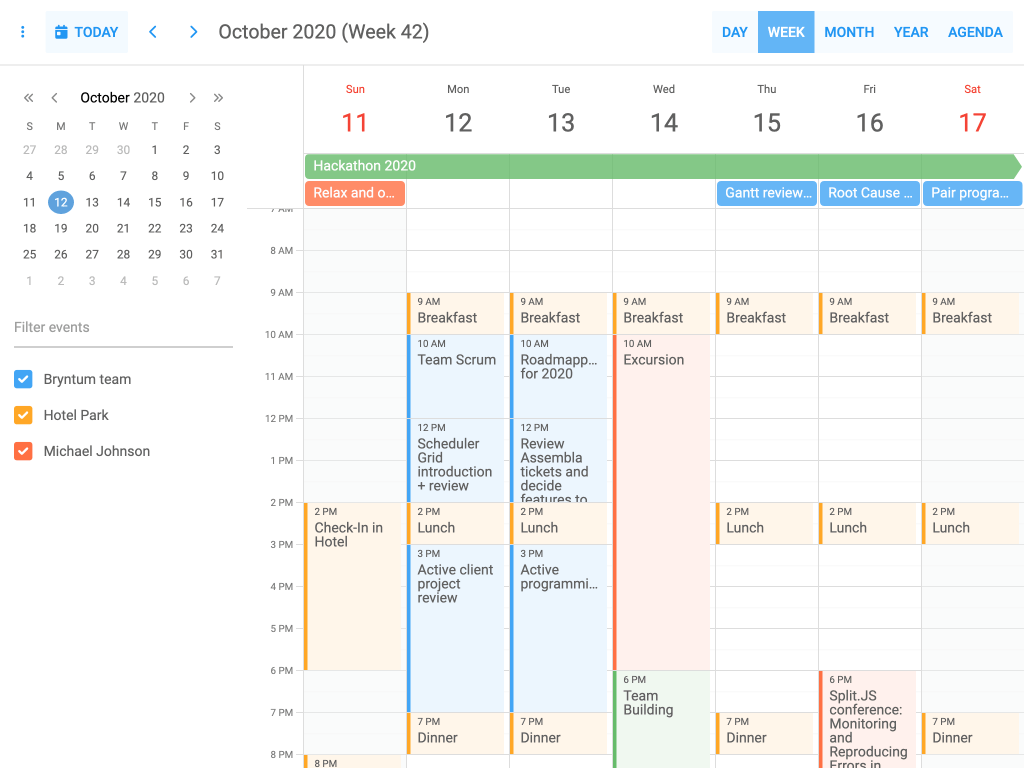 TODAY
October 2020 (Week 42)
DAY
WEEK
MONTH
YEAR
AGENDA
October 2020
S M T W T F S
27 28 29 30 1 2 3
4 5 6 7 8 9 10
11 12 13 14 15 16 17
18 19 20 21 22 23 24
25 26 27 28 29 30 31
1 2 3 4 5 6 7
Filter events
Bryntum team
Hotel Park
Michael Johnson
Sun Mon Tue Wed Thu Fri Sat
11 12 13 14 15 16 17
Hackathon 2020
Relax and o...
Gantt review...
Root Cause ...
Pair progra...
7 AM
8 AM
9 AM
10 AM
11 AM
12 PM
1 PM
2 PM
3 PM
4 PM
5 PM
6 PM
7 PM
8 PM
2 PM
Check-In in
Hotel
8 PM
9 AM
Breakfast
10 AM
Team Scrum
12 PM
Scheduler
Grid
introduction
+ review
2 PM
Lunch
3 PM
Active client
project
review
7 PM
Dinner
9 AM
Breakfast
10 AM
Roadmapp...
for 2020
12 PM
Review
Assembla
tickets and
decide
features to
2 PM
Lunch
3 PM
Active
programmi...
7 PM
Dinner
9 AM
Breakfast
10 AM
Excursion
6 PM
Team
Building
9 AM
Breakfast
2 PM
Lunch
7 PM
Dinner
9 AM
Breakfast
2 PM
Lunch
6 PM
Split.JS
conference:
Monitoring
and
Reproducing
Errors in
9 AM
Breakfast
2 PM
Lunch
7 PM
Dinner